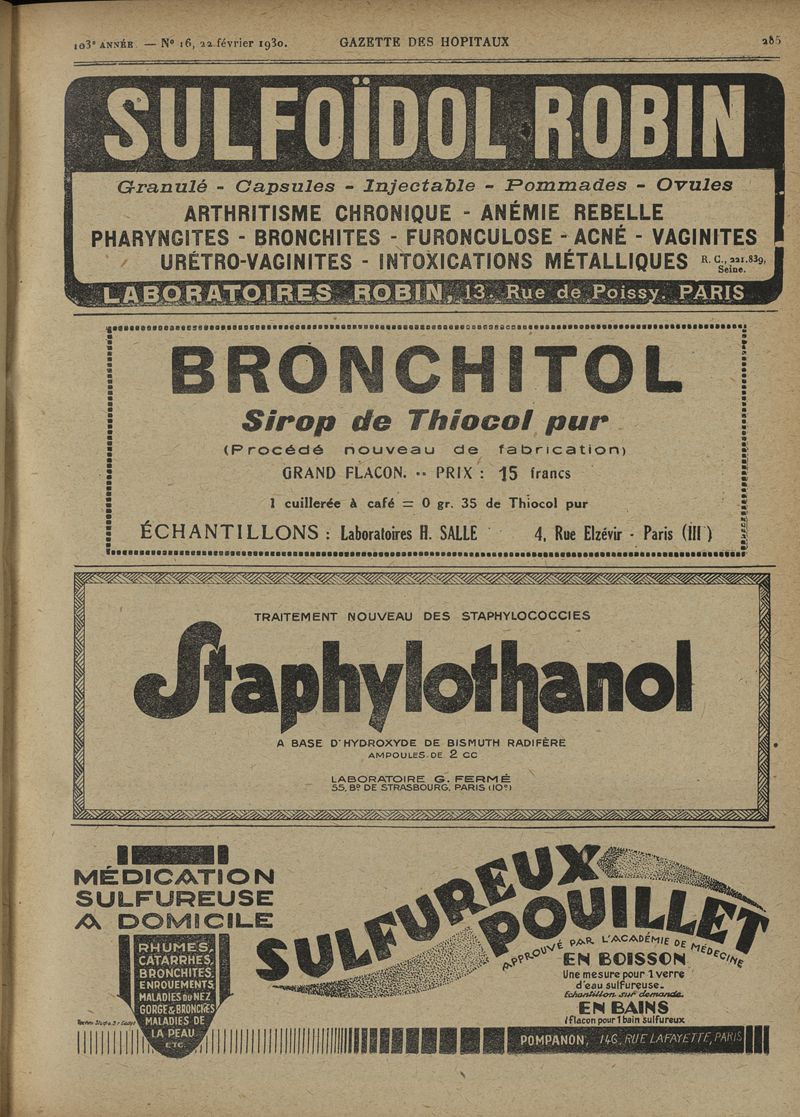 103e ANNÉE. — No 16, 22 février 1930. GAZETTE DES HOPITAUX 285
SULFOÏDOL ROBIN
Granulé - Capsules - Injectable - Pommades - Ovules
ARTHRITISME CHRONIQUE - ANÉMIE REBELLE
PHARYNGITES - BRONCHITES - FURONCULOSE - ACNÉ - VAGINITES
URÉTRO-VAGINITES - INTOXICATIONS MÉTALLIQUES R. C., 221.839, Seine.
LABORATOIRES ROBIN, 13, Rue de Poissy. PARIS
BRONCHITOL
Sirop de Thiocol pur
(Procédé nouveau de fabrication)
GRAND FLACON. -- PRIX : 15 francs
1 cuillerée à café = 0 gr. 35 de Thiocol pur
ÉCHANTILLONS : Laboratoires H. SALLE 4, Rue Elzévir - Paris (III )
TRAITEMENT NOUVEAU DES STAPHYLOCOCCIES
Staphylothanol
A BASE D'HYDROXYDE DE BISMUTH RADIFÈRE
AMPOULES DE 2 CC
LABORATOIRE G. FERMÉ
55, Bd DE STRASBOURG, PARIS (10e)
MÉDICATION
SULFUREUSE
A DOMICILE
RHUMES,
CATARRHES,
BRONCHITES,
ENROUEMENTS
MALADIES DU NEZ
GORGE & BRONCHES
MALADIES DE
LA PEAU
ETC.
SULFUREUX
POUILLET
APPROUVÉ PAR L'ACADÉMIE DE MÉDECINE
EN BOISSON
Une mesure pour 1 verre
d'eau sulfureuse.
Echantillon sur demande.
EN BAINS
1 flacon pour 1 bain sulfureux
POMPANON, 146, RUE LAFAYETTE, PARIS